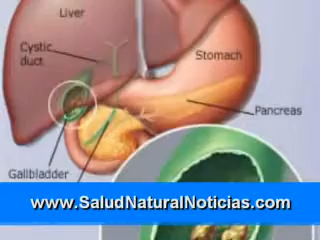 Liver
Cystic
duct
Stomach
Pancreas
Gallbladder
www.SaludNaturalNoticias.com